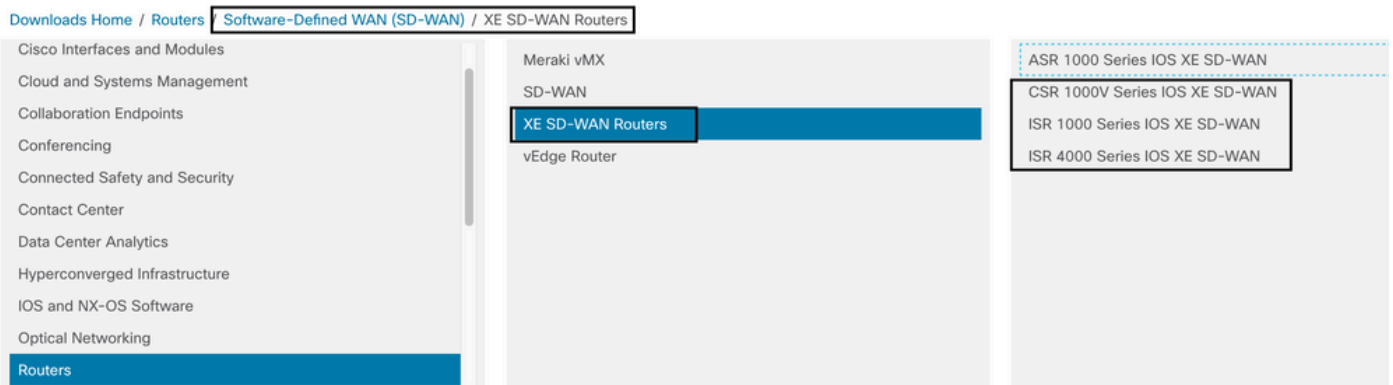 Downloads Home / Routers / Software-Defined WAN (SD-WAN) / XE SD-WAN Routers
Cisco Interfaces and Modules
Cloud and Systems Management
Collaboration Endpoints
Conferencing
Connected Safety and Security
Contact Center
Data Center Analytics
Hyperconverged Infrastructure
IOS and NX-OS Software
Optical Networking
Routers
Meraki vMX
SD-WAN
XE SD-WAN Routers
vEdge Router
ASR 1000 Series IOS XE SD-WAN
CSR 1000V Series IOS XE SD-WAN
ISR 1000 Series IOS XE SD-WAN
ISR 4000 Series IOS XE SD-WAN